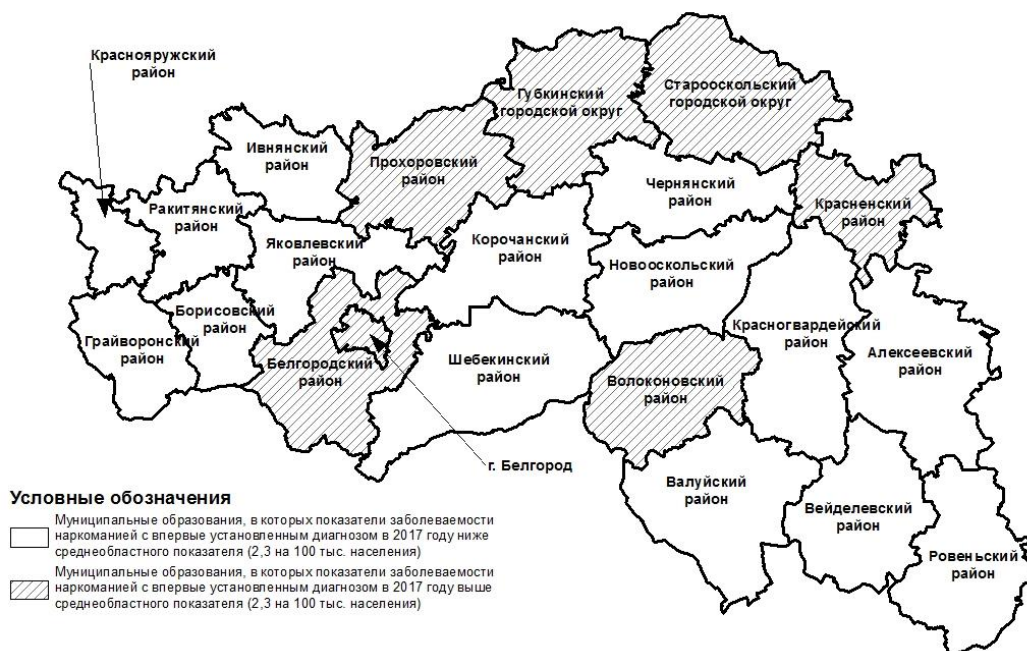 Краснояружский
район
Губкинский
городской округ
Старооскольский
городской округ
Ивнянский
район
Прохоровский
район
Чернянский
район
Красненский
район
Ракитянский
район
Яковлевский
район
Корочанский
район
Новооскольский
район
Борисовский
район
Грайворонский
район
Красногвардейский
район
Алексеевский
район
Белгородский
район
Шебекинский
район
Волоконовский
район
г. Белгород
Валуйский
район
Вейделевский
район
Ровеньский
район
Условные обозначения
Муниципальные образования, в которых показатели заболеваемости
наркоманией с впервые установленным диагнозом в 2017 году ниже
среднеобластного показателя (2,3 на 100 тыс. населения)
Муниципальные образования, в которых показатели заболеваемости
наркоманией с впервые установленным диагнозом в 2017 году выше
среднеобластного показателя (2,3 на 100 тыс. населения)